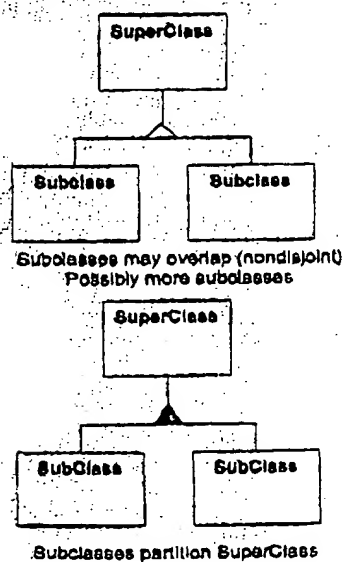 SuperClass
Subclass Subclass
Subclasses may overlap (nondisjoint)
Possibly more subclasses
SuperClass
SubClass SubClass
Subclasses partition SuperClass